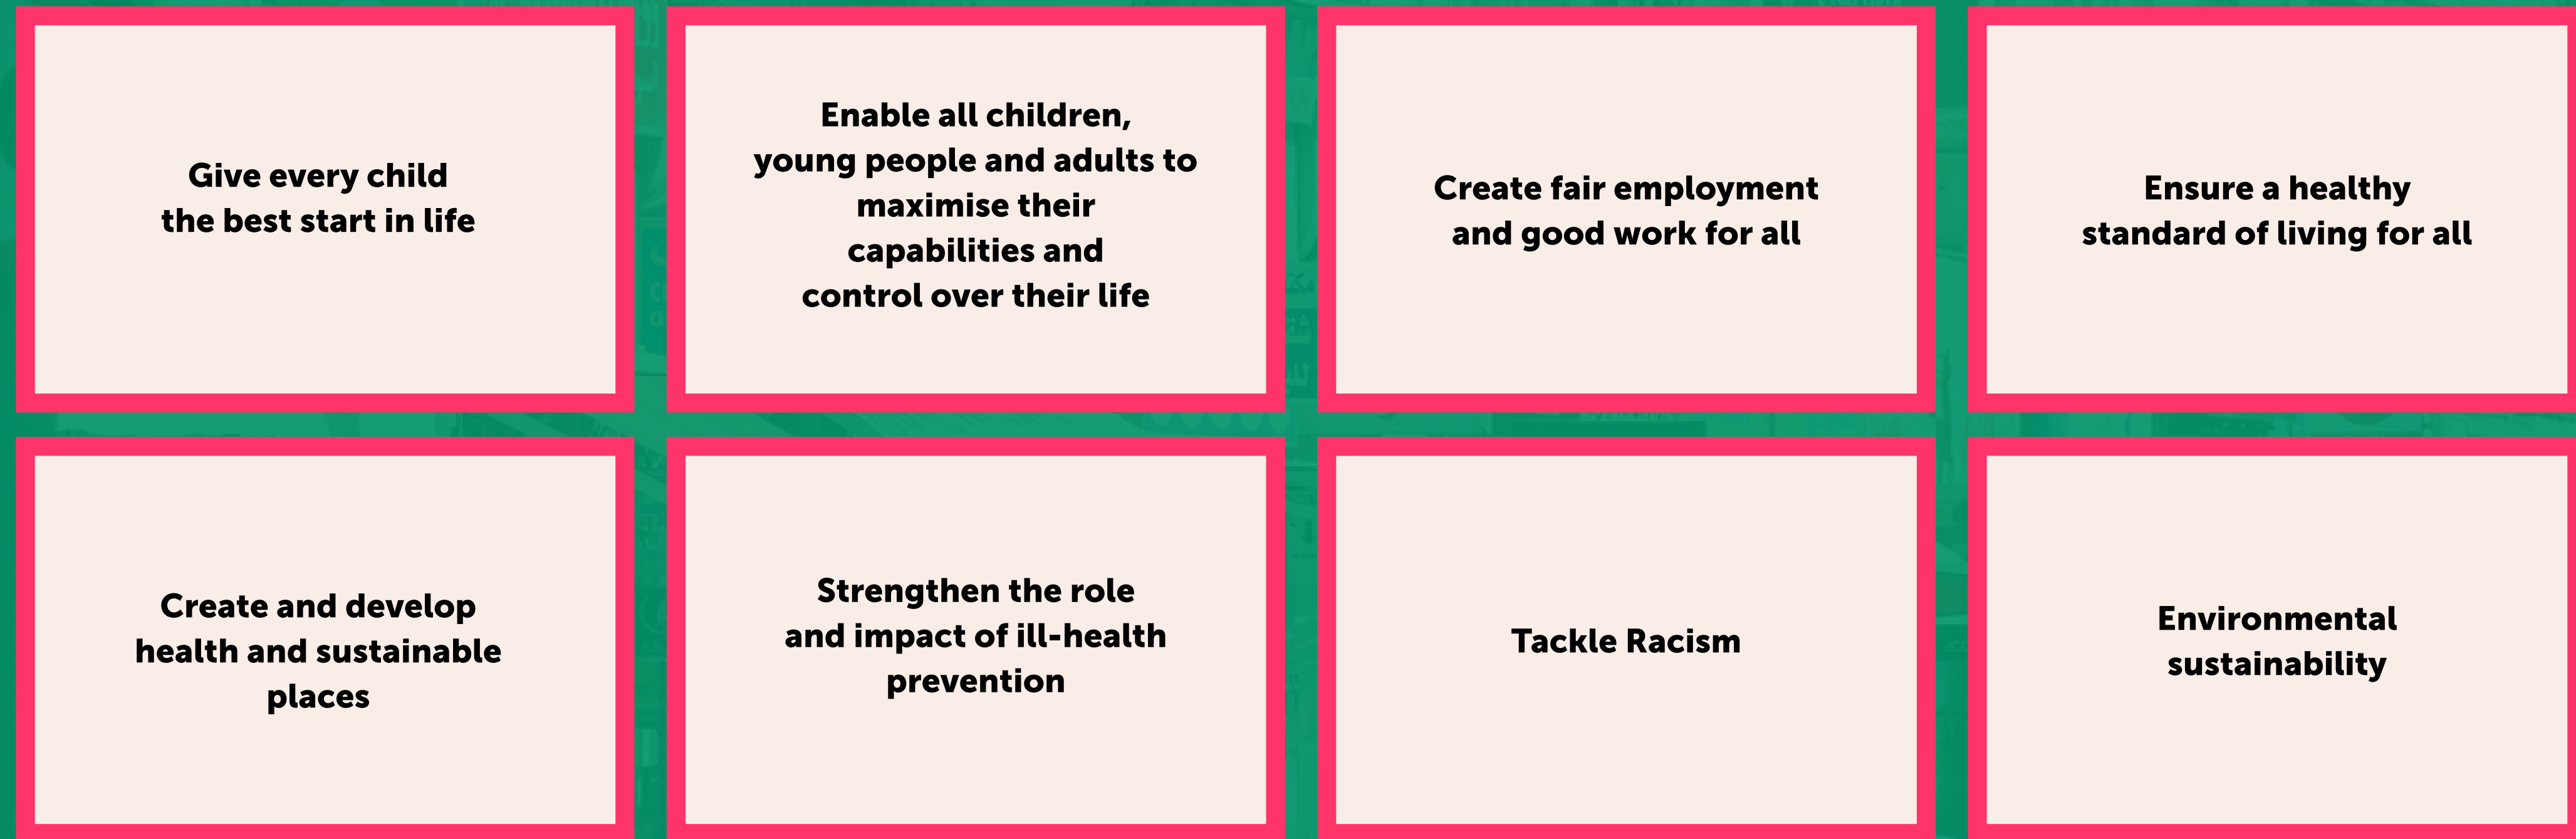 Give every child
the best start in life
Enable all children,
young people and adults to
maximise their
capabilities and
control over their life
Create fair employment
and good work for all
Ensure a healthy
standard of living for all
Create and develop
health and sustainable
places
Strengthen the role
and impact of ill-health
prevention
Tackle Racism
Environmental
sustainability